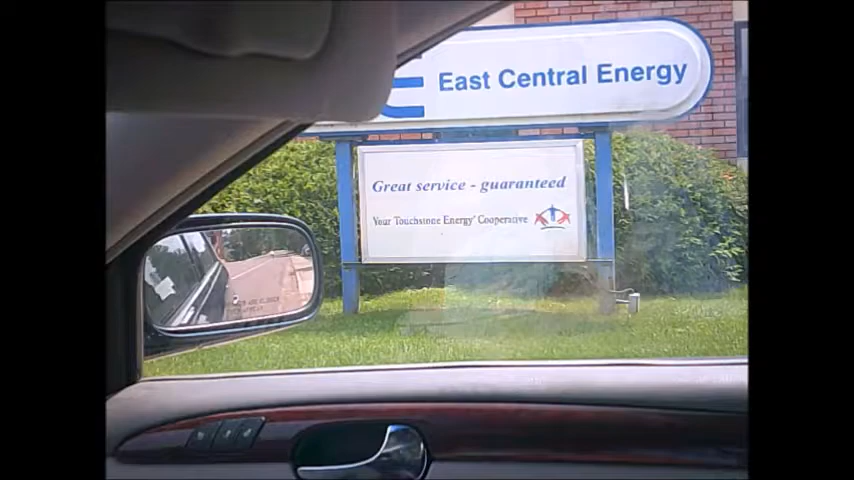 East Central Energy
Great service - guaranteed
Your Touchstone Energy® Cooperative